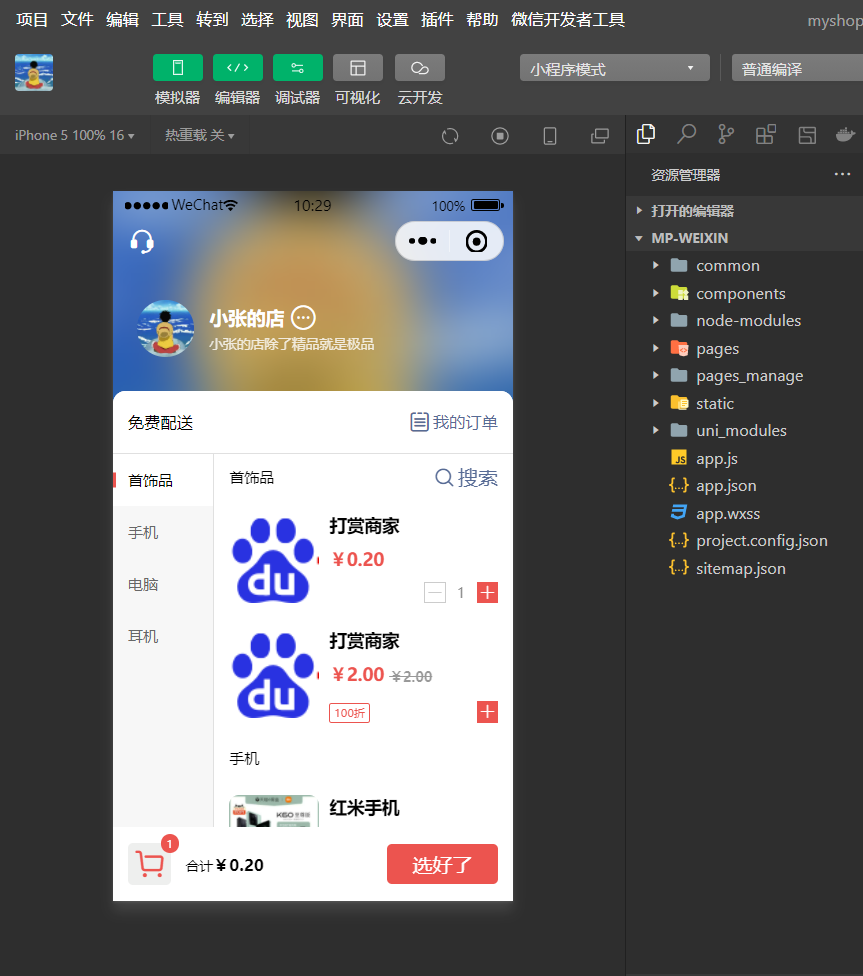 项目 文件 编辑 工具 转到 选择 视图 界面 设置 插件 帮助 微信开发者工具 myshop
模拟器 编辑器 调试器 可视化 云开发
小程序模式 普通编译
iPhone 5 100% 16 热重载 关
资源管理器
打开的编辑器
MP-WEIXIN
common
components
node-modules
pages
pages_manage
static
uni_modules
app.js
app.json
app.wxss
project.config.json
sitemap.json
WeChat 10:29 100%
小张的店
小张的店除了精品就是极品
免费配送 我的订单
首饰品
手机
电脑
耳机
首饰品 搜索
du
打赏商家
￥0.20
1
du
打赏商家
￥2.00 ￥2.00
100折
手机
K60
红米手机
1
合计￥0.20
选好了